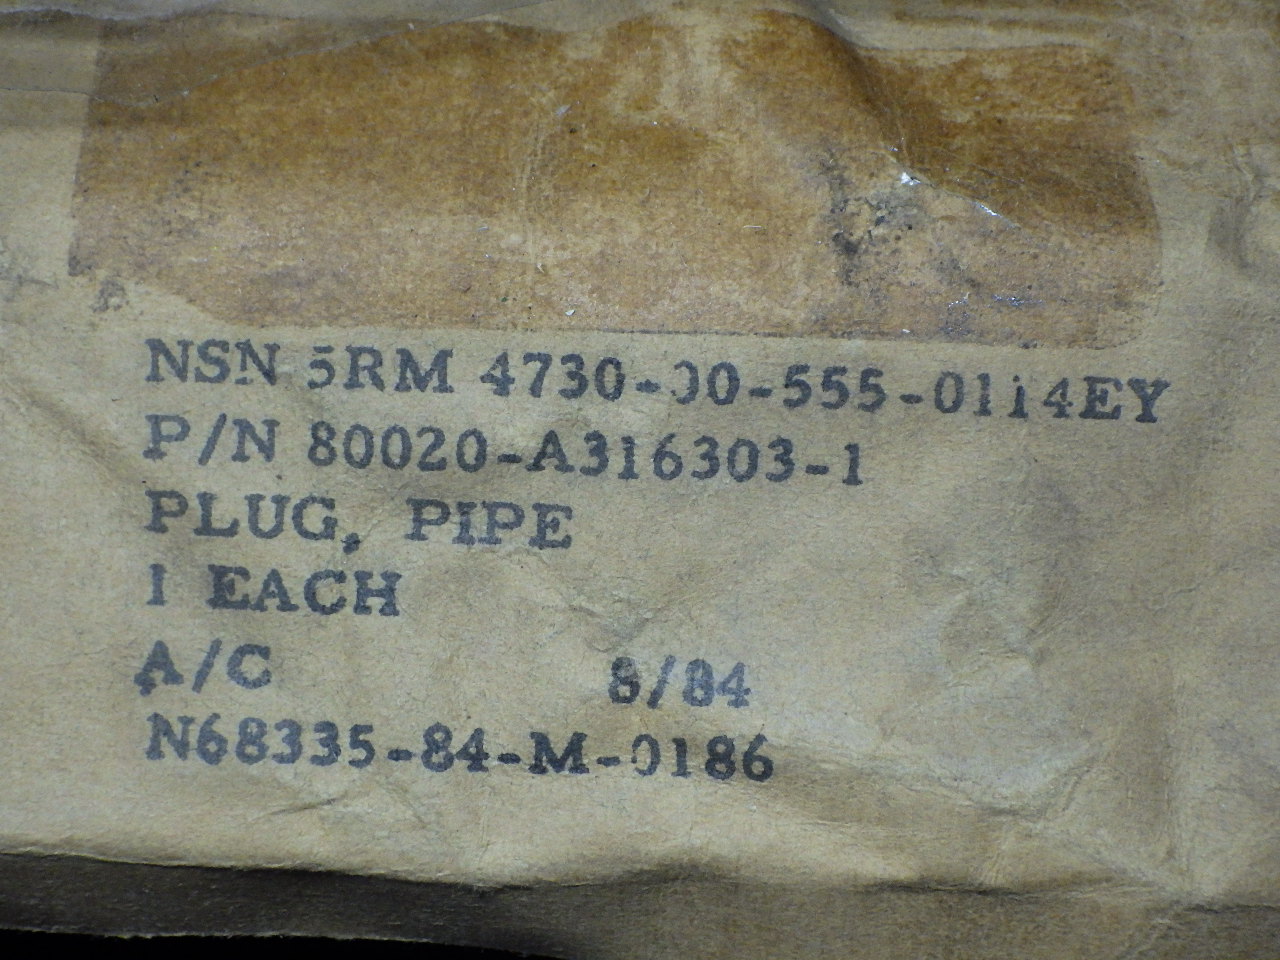 NSN 5RM 4730-00-555-0114EY
P/N 80020-A316303-1
PLUG, PIPE
1 EACH
A/C 8/84
N68335-84-M-0186